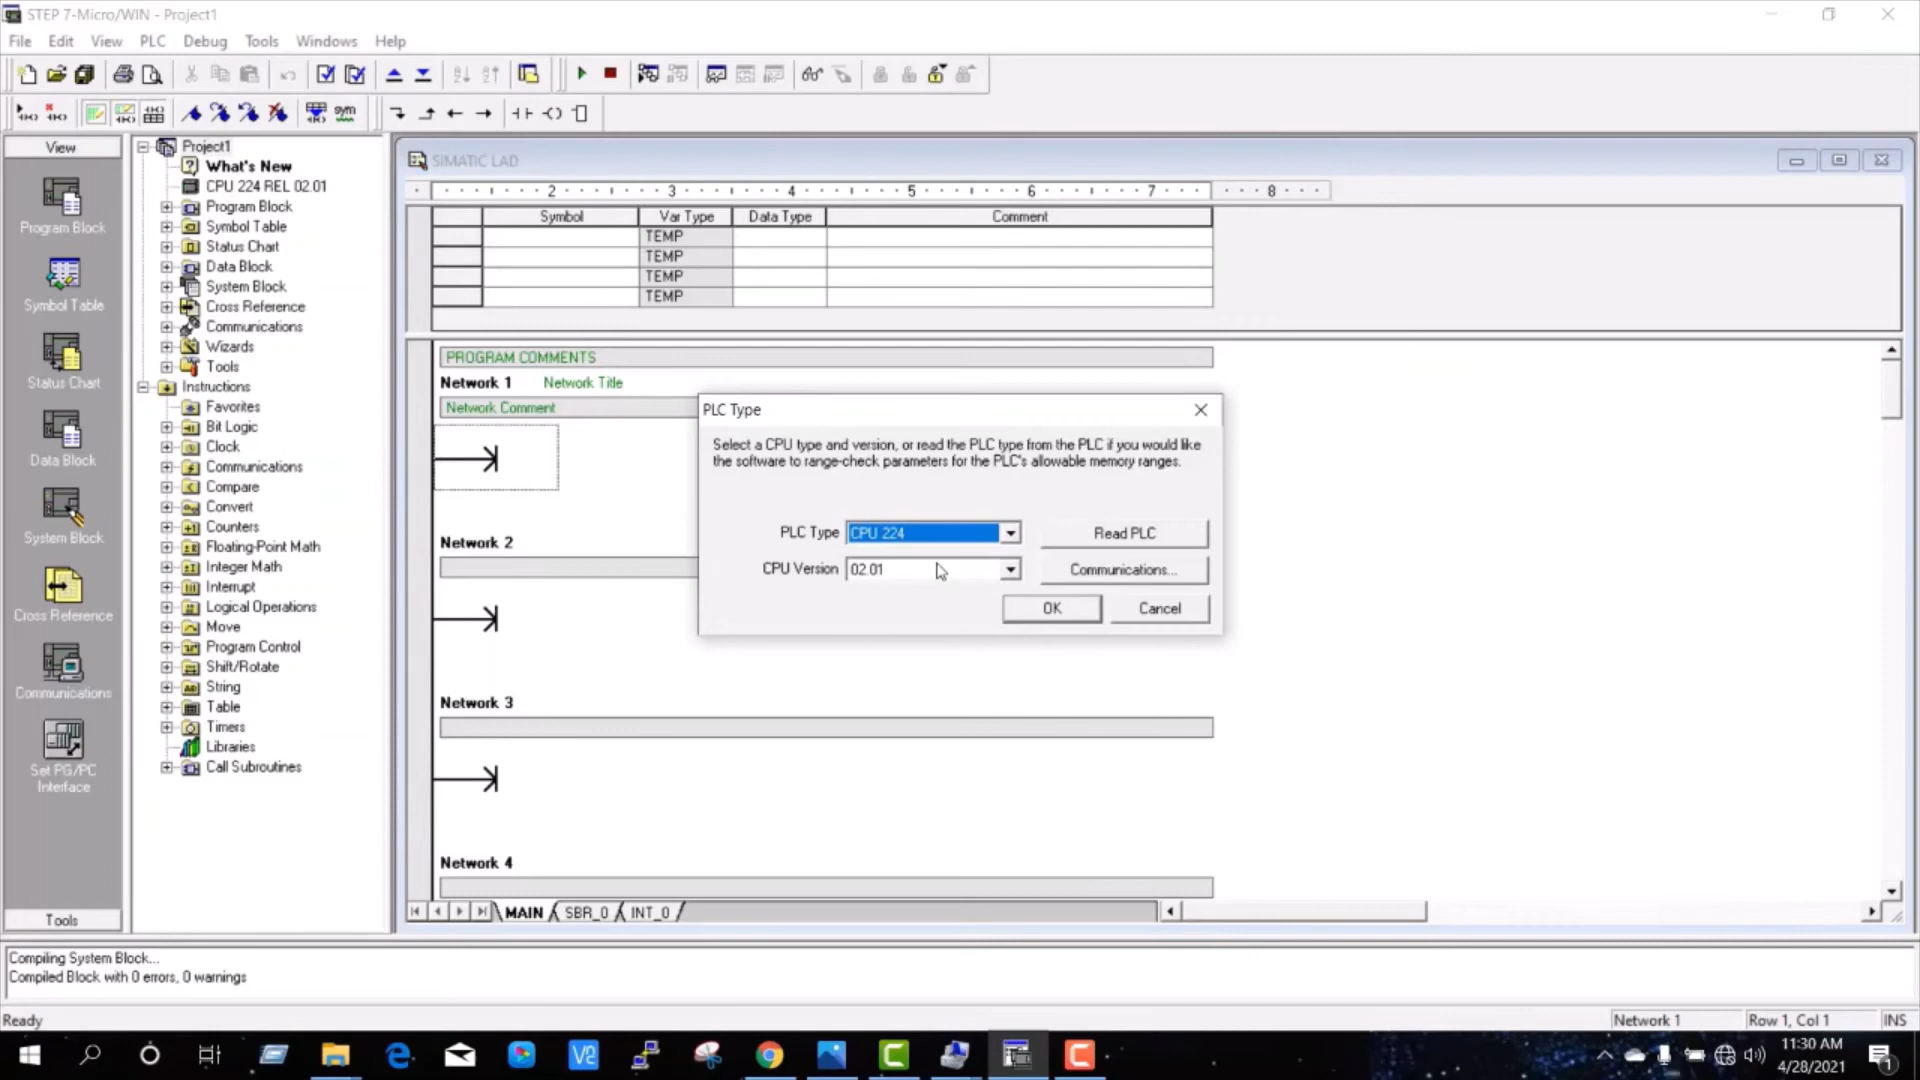 STEP 7-Micro/WIN - Project1
File Edit View PLC Debug Tools Windows Help
sym
View
Program Block
Symbol Table
Status Chart
Data Block
System Block
Cross Reference
Communications
Set PG/PC
Interface
Tools
Project1
What's New
CPU 224 REL 02.01
Program Block
Symbol Table
Status Chart
Data Block
System Block
Cross Reference
Communications
Wizards
Tools
Instructions
Favorites
Bit Logic
Clock
Communications
Compare
Convert
Counters
Floating-Point Math
Integer Math
Interrupt
Logical Operations
Move
Program Control
Shift/Rotate
String
Table
Timers
Libraries
Call Subroutines
SIMATIC LAD
2 3 4 5 6 7 8
Symbol Var Type Data Type Comment
TEMP
TEMP
TEMP
TEMP
PROGRAM COMMENTS
Network 1 Network Title
Network Comment
Network 2
Network 3
Network 4
MAIN SBR_0 INT_0
PLC Type
Select a CPU type and version, or read the PLC type from the PLC if you would like
the software to range-check parameters for the PLC's allowable memory ranges.
PLC Type CPU 224 Read PLC
CPU Version 02.01 Communications...
OK Cancel
Compiling System Block...
Compiled Block with 0 errors, 0 warnings
Ready Network 1 Row 1, Col 1 INS
11:30 AM
4/28/2021
1